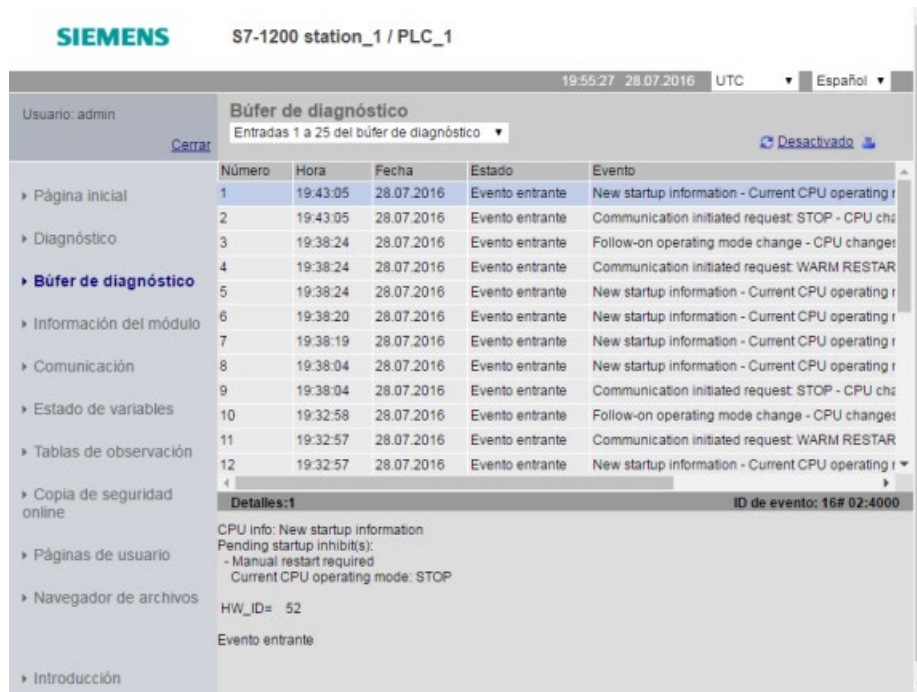 SIEMENS
S7-1200 station_1 / PLC_1
19:55:27 28.07.2016 UTC Español
Usuario: admin
Cerrar
Búfer de diagnóstico
Entradas 1 a 25 del búfer de diagnóstico
Desactivado
Página inicial
Diagnóstico
Búfer de diagnóstico
Información del módulo
Comunicación
Estado de variables
Tablas de observación
Copia de seguridad
online
Páginas de usuario
Navegador de archivos
Introducción
Número Hora Fecha Estado Evento
1 19:43:05 28.07.2016 Evento entrante New startup information - Current CPU operating
2 19:43:05 28.07.2016 Evento entrante Communication initiated request: STOP - CPU cha
3 19:38:24 28.07.2016 Evento entrante Follow-on operating mode change - CPU changes
4 19:38:24 28.07.2016 Evento entrante Communication initiated request: WARM RESTAR
5 19:38:24 28.07.2016 Evento entrante New startup information - Current CPU operating
6 19:38:20 28.07.2016 Evento entrante New startup information - Current CPU operating
7 19:38:19 28.07.2016 Evento entrante New startup information - Current CPU operating
8 19:38:04 28.07.2016 Evento entrante New startup information - Current CPU operating
9 19:38:04 28.07.2016 Evento entrante Communication initiated request: STOP - CPU cha
10 19:32:58 28.07.2016 Evento entrante Follow-on operating mode change - CPU changes
11 19:32:57 28.07.2016 Evento entrante Communication initiated request: WARM RESTAR
12 19:32:57 28.07.2016 Evento entrante New startup information - Current CPU operating
Detalles:1 ID de evento: 16# 02:4000
CPU info: New startup information
Pending startup inhibit(s):
- Manual restart required
Current CPU operating mode: STOP
HW_ID= 52
Evento entrante